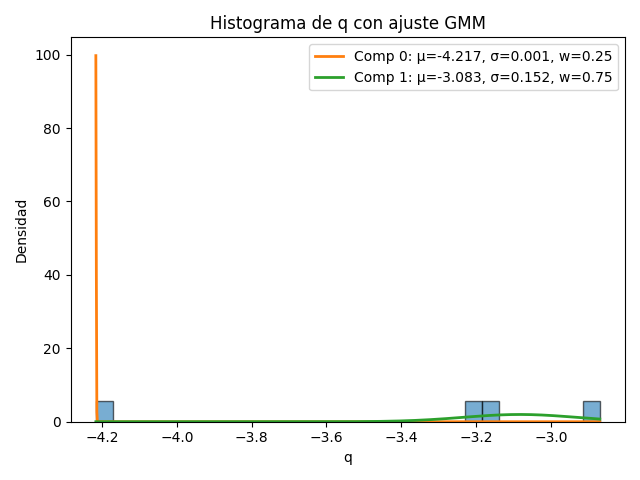 Histograma de q con ajuste GMM
Comp 0: μ=-4.217, σ=0.001, w=0.25
Comp 1: μ=-3.083, σ=0.152, w=0.75
Densidad
100
80
60
40
20
0
−4.2 −4.0 −3.8 −3.6 −3.4 −3.2 −3.0
q